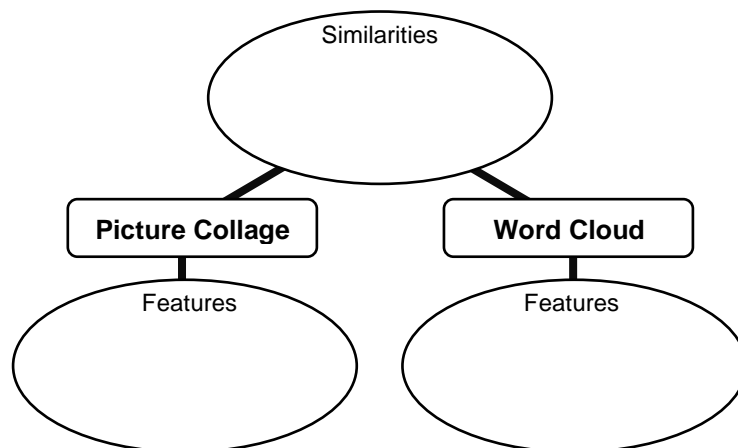 Similarities
Picture Collage
Word Cloud
Features
Features